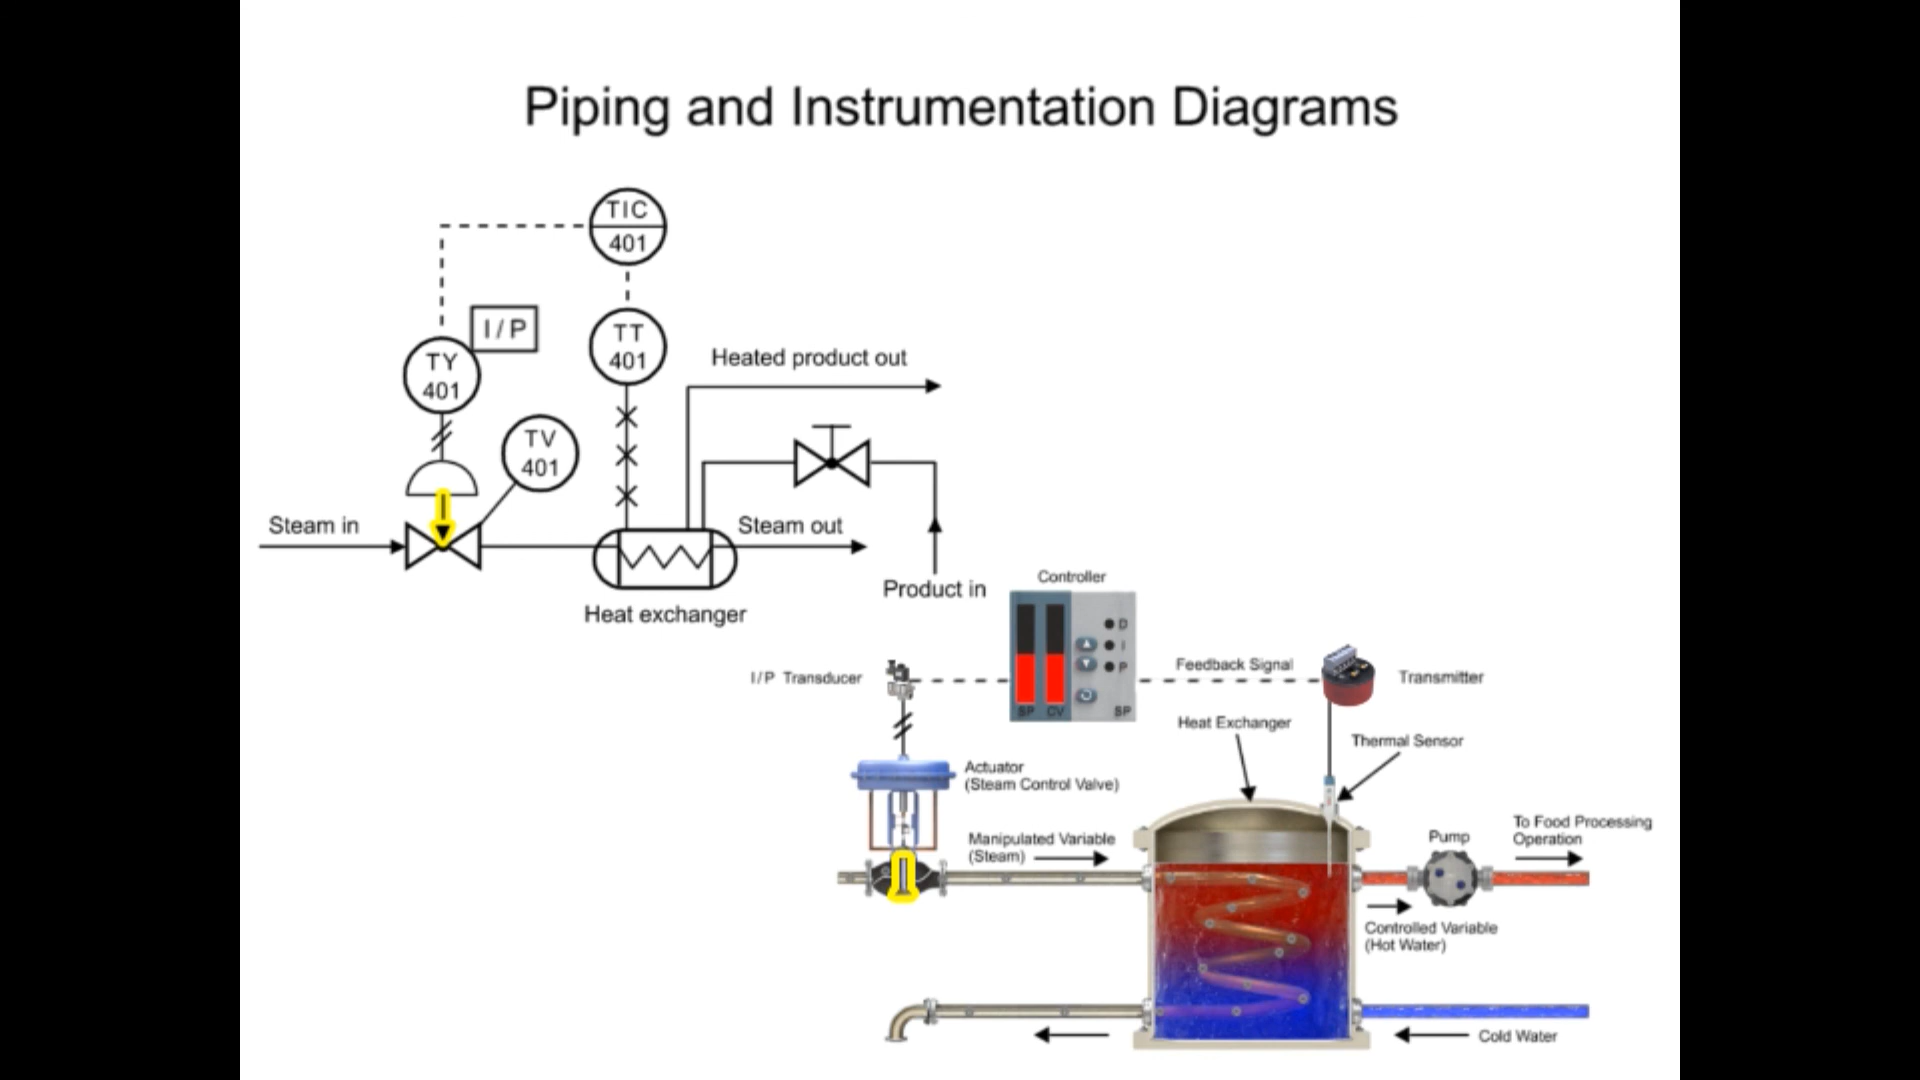 Piping and Instrumentation Diagrams
TIC
401
I/P
TT
401
TY
401
Heated product out
TV
401
Steam in
Steam out
Product in
Heat exchanger
Controller
D
I
P
SP
CV
SP
I/P Transducer
Feedback Signal
Transmitter
Heat Exchanger
Thermal Sensor
Actuator
(Steam Control Valve)
Manipulated Variable
(Steam)
Pump
To Food Processing
Operation
Controlled Variable
(Hot Water)
Cold Water